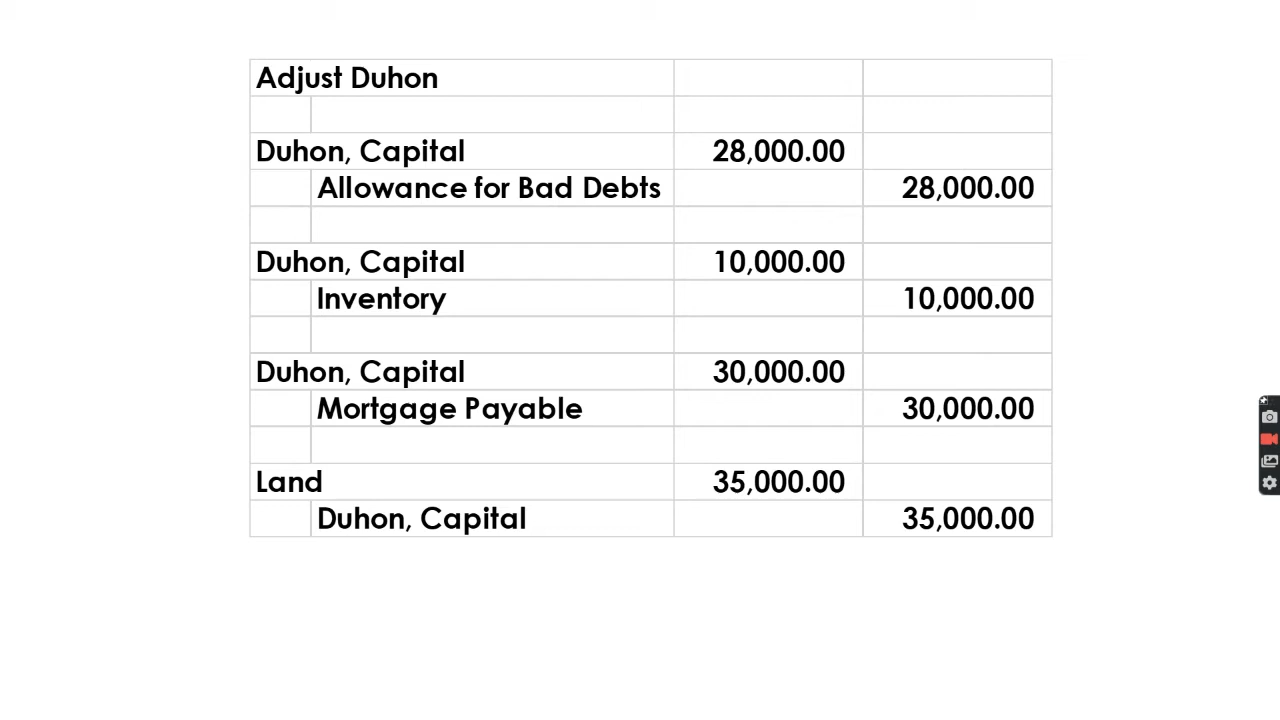 Adjust Duhon
Duhon, Capital 28,000.00
Allowance for Bad Debts 28,000.00
Duhon, Capital 10,000.00
Inventory 10,000.00
Duhon, Capital 30,000.00
Mortgage Payable 30,000.00
Land 35,000.00
Duhon, Capital 35,000.00